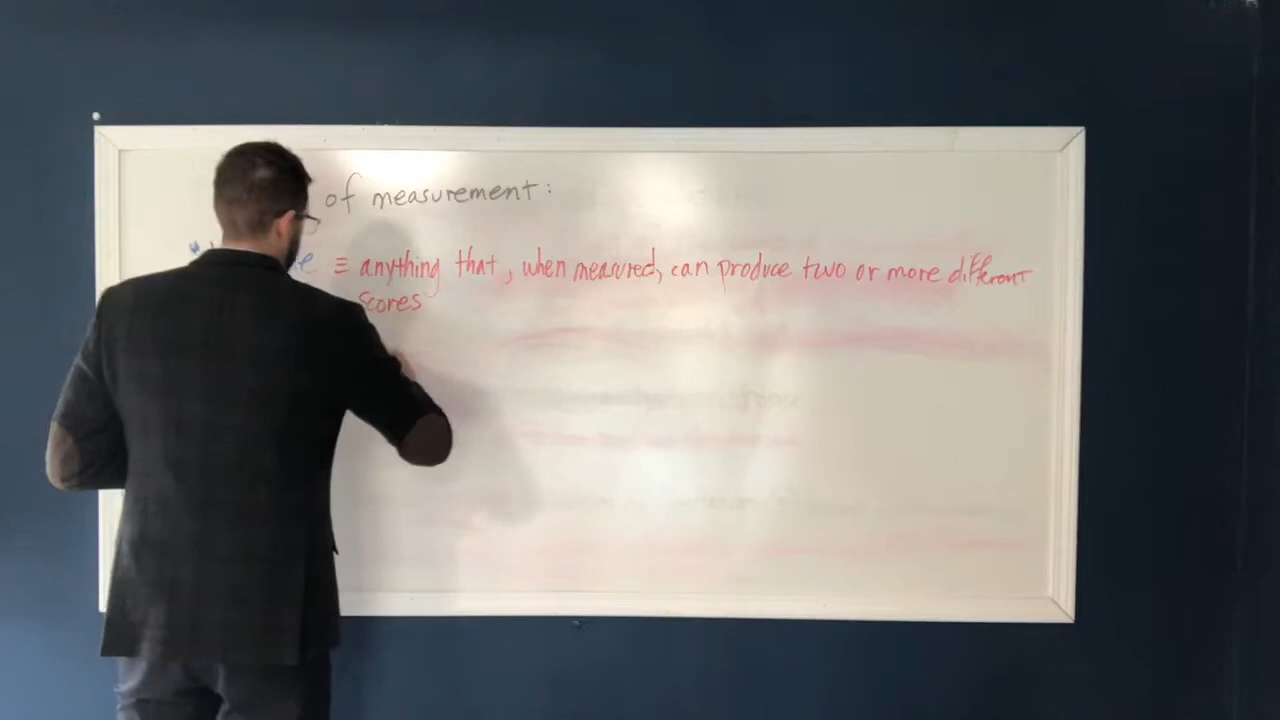 of measurement:
≡ anything that, when measured, can produce two or more different
scores